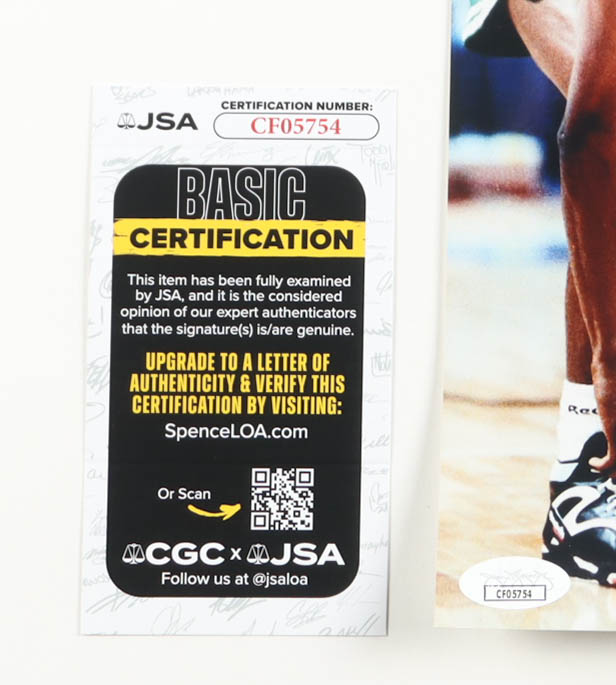 JSA
CERTIFICATION NUMBER:
CF05754
BASIC
CERTIFICATION
This item has been fully examined
by JSA, and it is the considered
opinion of our expert authenticators
that the signature(s) is/are genuine.
UPGRADE TO A LETTER OF
AUTHENTICITY & VERIFY THIS
CERTIFICATION BY VISITING:
SpenceLOA.com
Or Scan
CGC x JSA
Follow us at @jsaloa
Ree
CF05754